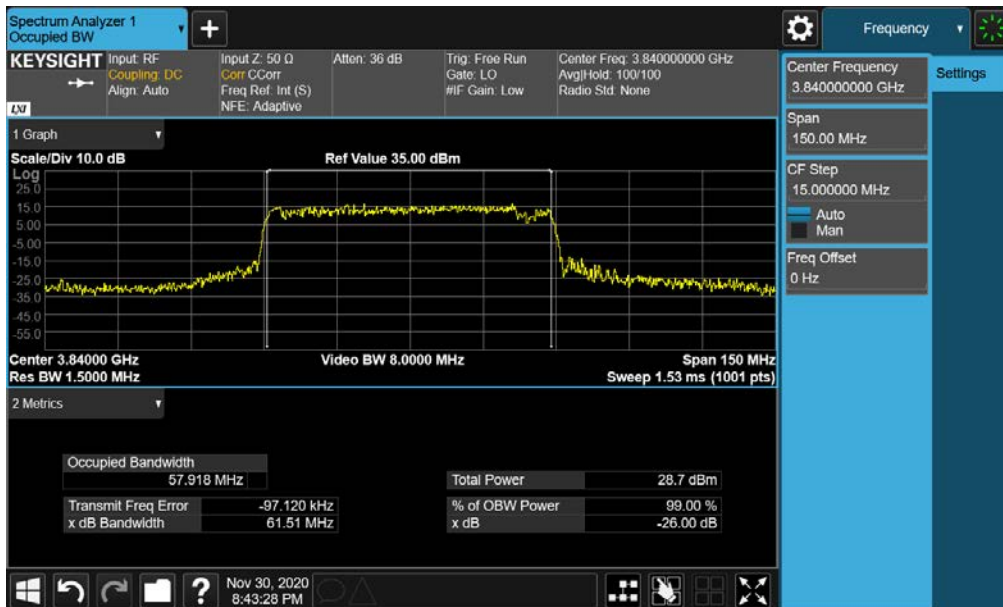 Spectrum Analyzer 1
Occupied BW
Frequency
KEYSIGHT
LXI
Input: RF
Coupling: DC
Align: Auto
Input Z: 50 Ω
Corr CCorr
Freq Ref: Int (S)
NFE: Adaptive
Atten: 36 dB
Trig: Free Run
Gate: LO
#IF Gain: Low
Center Freq: 3.840000000 GHz
Avg|Hold: 100/100
Radio Std: None
Center Frequency
3.840000000 GHz
Settings
Span
150.00 MHz
CF Step
15.000000 MHz
Auto
Man
Freq Offset
0 Hz
1 Graph
Scale/Div 10.0 dB
Ref Value 35.00 dBm
Log
25.0
15.0
5.00
-5.00
-15.0
-25.0
-35.0
-45.0
-55.0
Center 3.84000 GHz
Video BW 8.0000 MHz
Span 150 MHz
Res BW 1.5000 MHz
Sweep 1.53 ms (1001 pts)
2 Metrics
Occupied Bandwidth
57.918 MHz
Total Power 28.7 dBm
Transmit Freq Error -97.120 kHz
% of OBW Power 99.00 %
x dB Bandwidth 61.51 MHz
x dB -26.00 dB
Nov 30, 2020
8:43:28 PM